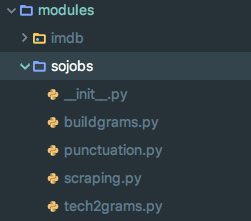 modules
imdb
sojobs
__init__.py
buildgrams.py
punctuation.py
scraping.py
tech2grams.py